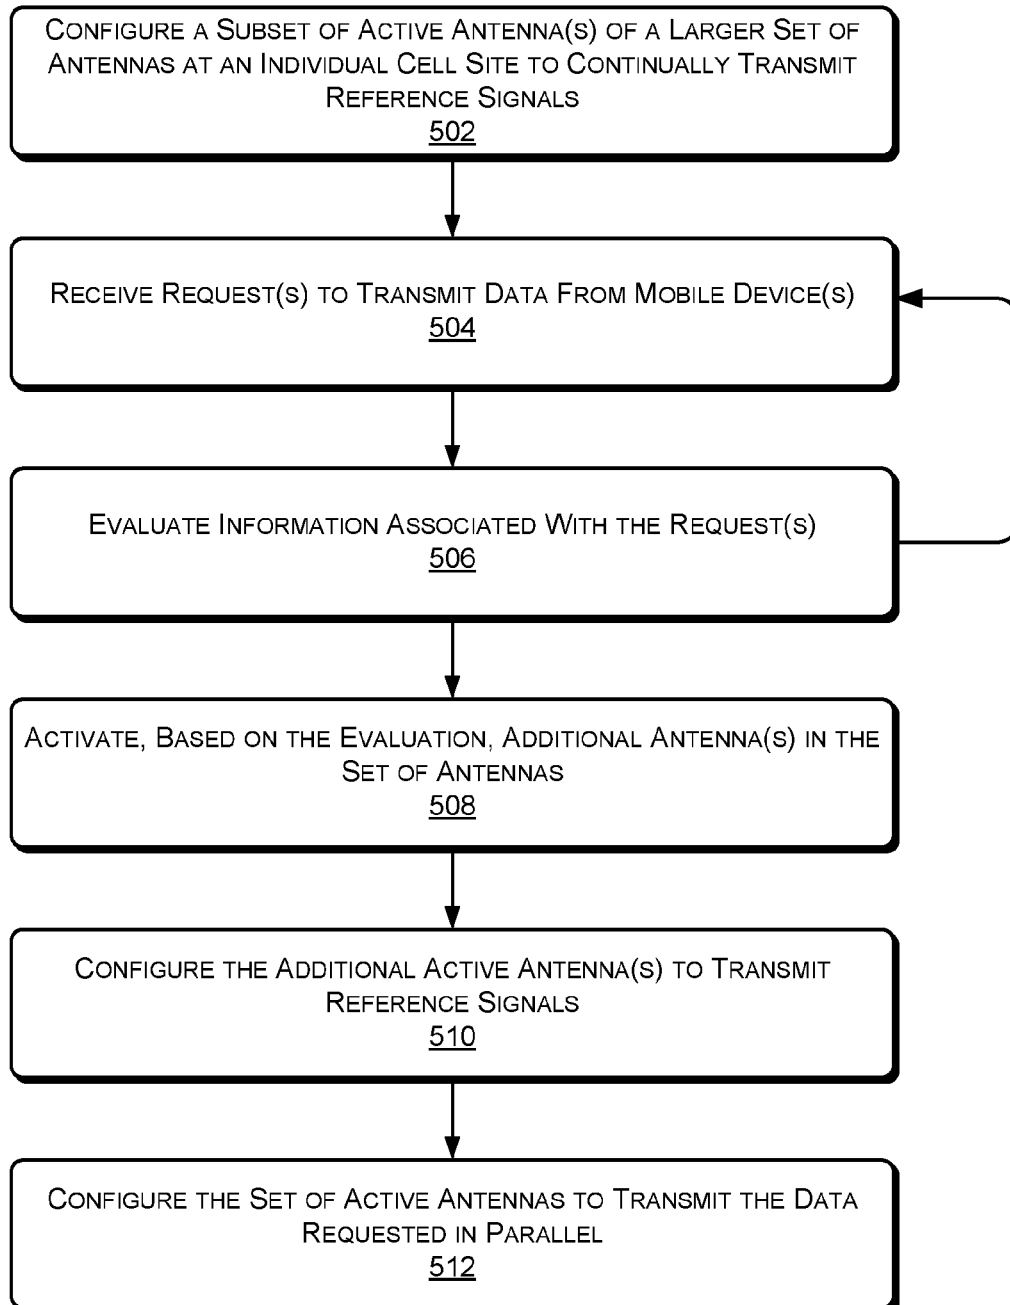 CONFIGURE A SUBSET OF ACTIVE ANTENNA(S) OF A LARGER SET OF
ANTENNAS AT AN INDIVIDUAL CELL SITE TO CONTINUALLY TRANSMIT
REFERENCE SIGNALS
502
RECEIVE REQUEST(S) TO TRANSMIT DATA FROM MOBILE DEVICE(S)
504
EVALUATE INFORMATION ASSOCIATED WITH THE REQUEST(S)
506
ACTIVATE, BASED ON THE EVALUATION, ADDITIONAL ANTENNA(S) IN THE
SET OF ANTENNAS
508
CONFIGURE THE ADDITIONAL ACTIVE ANTENNA(S) TO TRANSMIT
REFERENCE SIGNALS
510
CONFIGURE THE SET OF ACTIVE ANTENNAS TO TRANSMIT THE DATA
REQUESTED IN PARALLEL
512